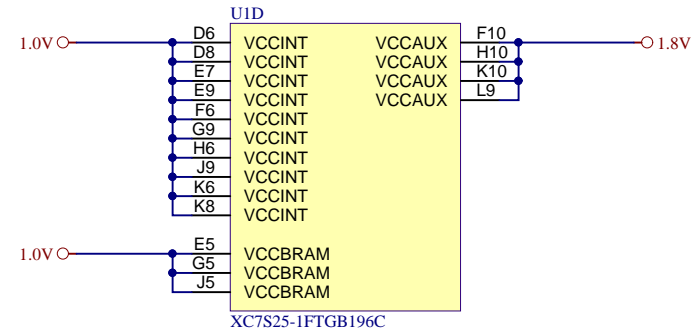 U1D
1.0V D6 VCCINT VCCAUX F10 1.8V
D8 VCCINT VCCAUX H10
E7 VCCINT VCCAUX K10
E9 VCCINT VCCAUX L9
F6 VCCINT
G9 VCCINT
H6 VCCINT
J9 VCCINT
K6 VCCINT
K8 VCCINT
1.0V E5 VCCBRAM
G5 VCCBRAM
J5 VCCBRAM
XC7S25-1FTGB196C